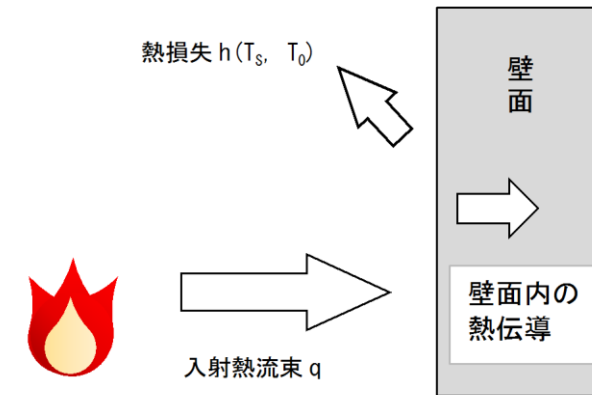 熱損失 h(Ts, T0)
壁
面
壁面内の
熱伝導
入射熱流束 q